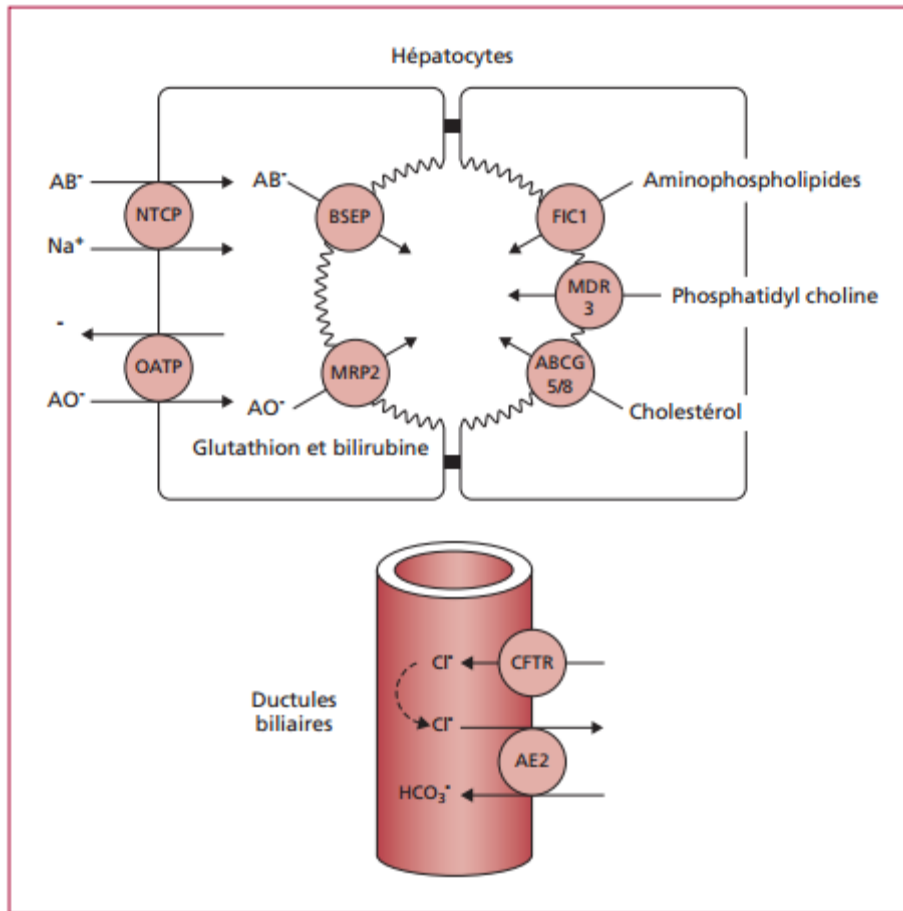 Hépatocytes
AB⁻
NTCP
Na⁺
-
OATP
AO⁻
AB⁻
BSEP
MRP2
AO⁻
Glutathion et bilirubine
FIC1
Aminophospholipides
MDR
3
Phosphatidyl choline
ABCG
5/8
Cholestérol
Ductules
biliaires
Cl⁻
CFTR
Cl⁻
AE2
HCO₃⁻